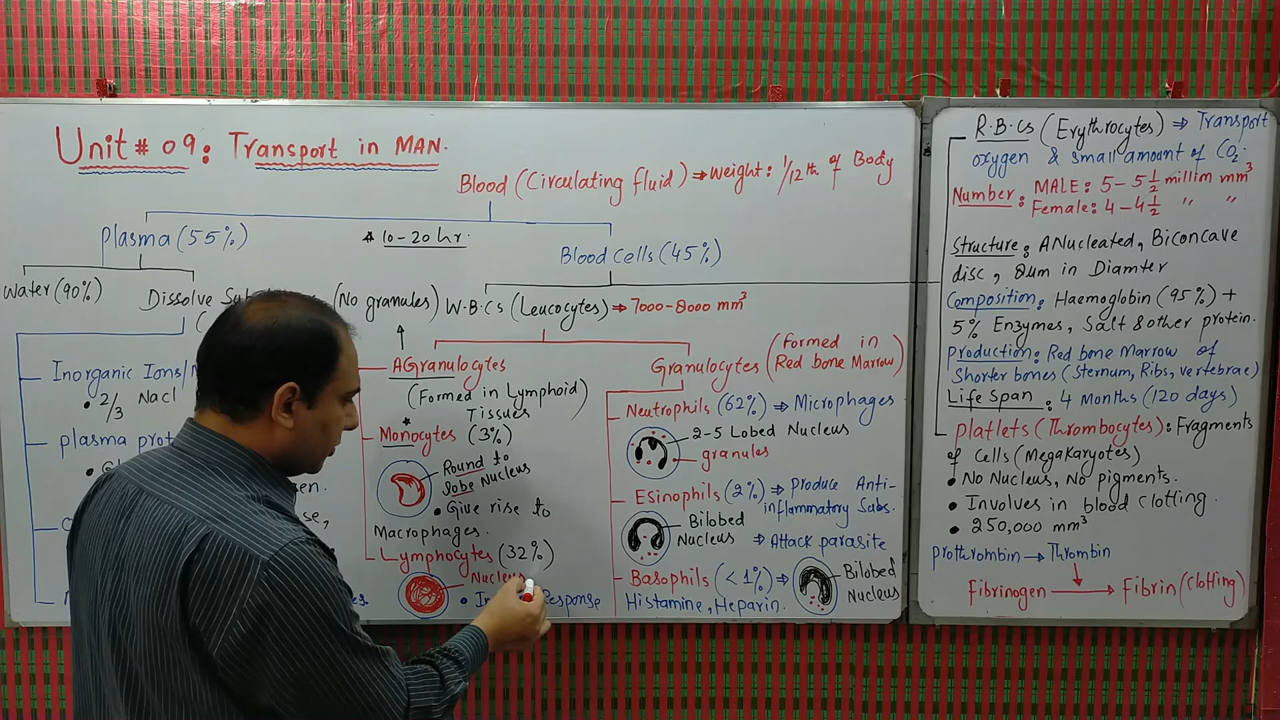 Unit # 09: Transport in MAN.
Blood (Circulating fluid) ⇒ Weight: 1/12th of Body
Plasma (55%)
* 10-20 hr.
Blood Cells (45%)
Water (90%)
Dissolve
(No granules)
W.B.Cs (Leucocytes) → 7000-8000 mm³
Inorganic Ions/
• 2/3 Nacl
plasma
AGranulocytes
(Formed in Lymphoid)
Tissues
*
Monocytes (3%)
Round to
lobe Nucleus
• Give rise to
Macrophages.
Lymphocytes (32%)
Nucleus
• Response
Granulocytes (Formed in
Red bone Marrow)
Neutrophils (62%) → Microphages
2-5 Lobed Nucleus
granules
Esinophils (2%) ⇒ Produce Anti-
inflammatory Subs.
Bilobed
Nucleus ⇒ Attack parasite
Basophils (<1%) ⇒
Histamine, Heparin.
Bilobed
Nucleus
R.B.Cs (Erythrocytes) ⇒ Transport
oxygen & small amount of CO₂.
Number: MALE: 5-5½ millim mm³
Female: 4-4½ " "
Structure: ANucleated, Biconcave
disc, 8um in Diamter
Composition: Haemoglobin (95%) +
5% Enzymes, Salt & other protein.
Production: Red bone Marrow of
Shorter bones (Sternum, Ribs, vertebrae)
Life Span: 4 Months (120 days)
Platlets (Thrombocytes): Fragments
of Cells (Megakaryotes)
• No Nucleus, No pigments.
• Involves in blood clotting.
• 250,000 mm³
prothrombin → Thrombin
Fibrinogen → Fibrin (clotting)